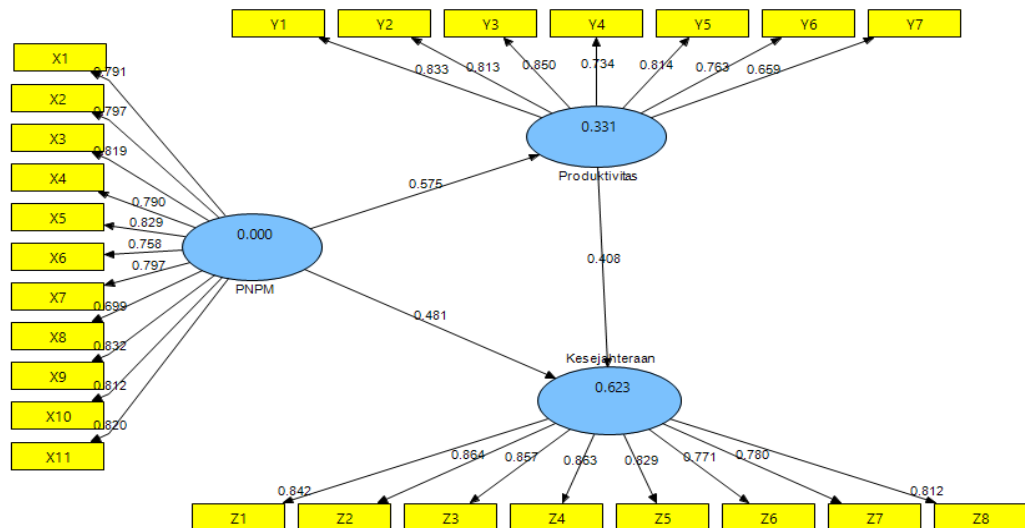 Y1 Y2 Y3 Y4 Y5 Y6 Y7
0.833 0.813 0.850 0.734 0.814 0.763 0.659
X1
0.791
X2
0.797
X3
0.819
X4
0.790
X5
0.829
X6
0.758
X7
0.797
X8
0.699
X9
0.832
X10
0.812
X11
0.820
0.331
Produktivitas
0.575
0.000
PNPM
0.408
0.481
Kesejahteraan
0.623
0.842 0.864 0.857 0.863 0.829 0.771 0.780 0.812
Z1 Z2 Z3 Z4 Z5 Z6 Z7 Z8